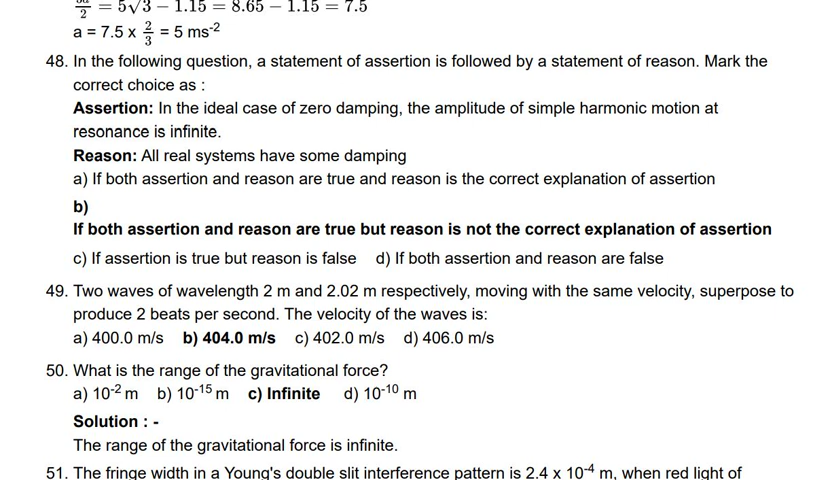 3a/2 = 5√3 − 1.15 = 8.65 − 1.15 = 7.5
a = 7.5 x 2/3 = 5 ms-2
48. In the following question, a statement of assertion is followed by a statement of reason. Mark the
correct choice as :
Assertion: In the ideal case of zero damping, the amplitude of simple harmonic motion at
resonance is infinite.
Reason: All real systems have some damping
a) If both assertion and reason are true and reason is the correct explanation of assertion
b)
If both assertion and reason are true but reason is not the correct explanation of assertion
c) If assertion is true but reason is false d) If both assertion and reason are false
49. Two waves of wavelength 2 m and 2.02 m respectively, moving with the same velocity, superpose to
produce 2 beats per second. The velocity of the waves is:
a) 400.0 m/s b) 404.0 m/s c) 402.0 m/s d) 406.0 m/s
50. What is the range of the gravitational force?
a) 10-2 m b) 10-15 m c) Infinite d) 10-10 m
Solution : -
The range of the gravitational force is infinite.
51. The fringe width in a Young's double slit interference pattern is 2.4 x 10-4 m, when red light of